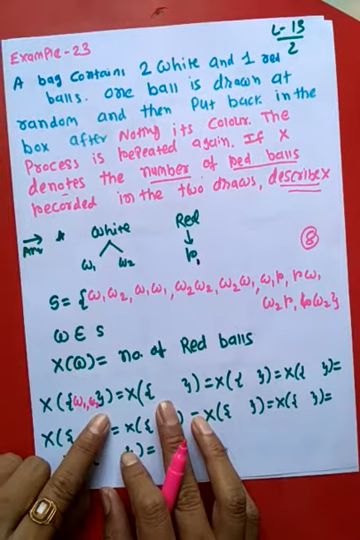 Example-23
L-13
2
A bag contains 2 white and 1 red
balls. One ball is drawn at
random and then Put back in the
box after Noting its Colour. The
Process is repeated again. If X
denotes the number of red balls
recorded in the two draws, describe X
Ans → White Red
w₁ w₂ r₁
⑧
S = {w₁w₂, w₁w₁, w₂w₂, w₂w₁, w₁r, rw₁
w₂r, rw₂}
ω ∈ S
X(ω) = no. of Red balls
X({w₁w₂}) = X({ }) = X({ }) = X({ }) =
X({ = X({ ) = X({ }) = X({ }) =
}) =